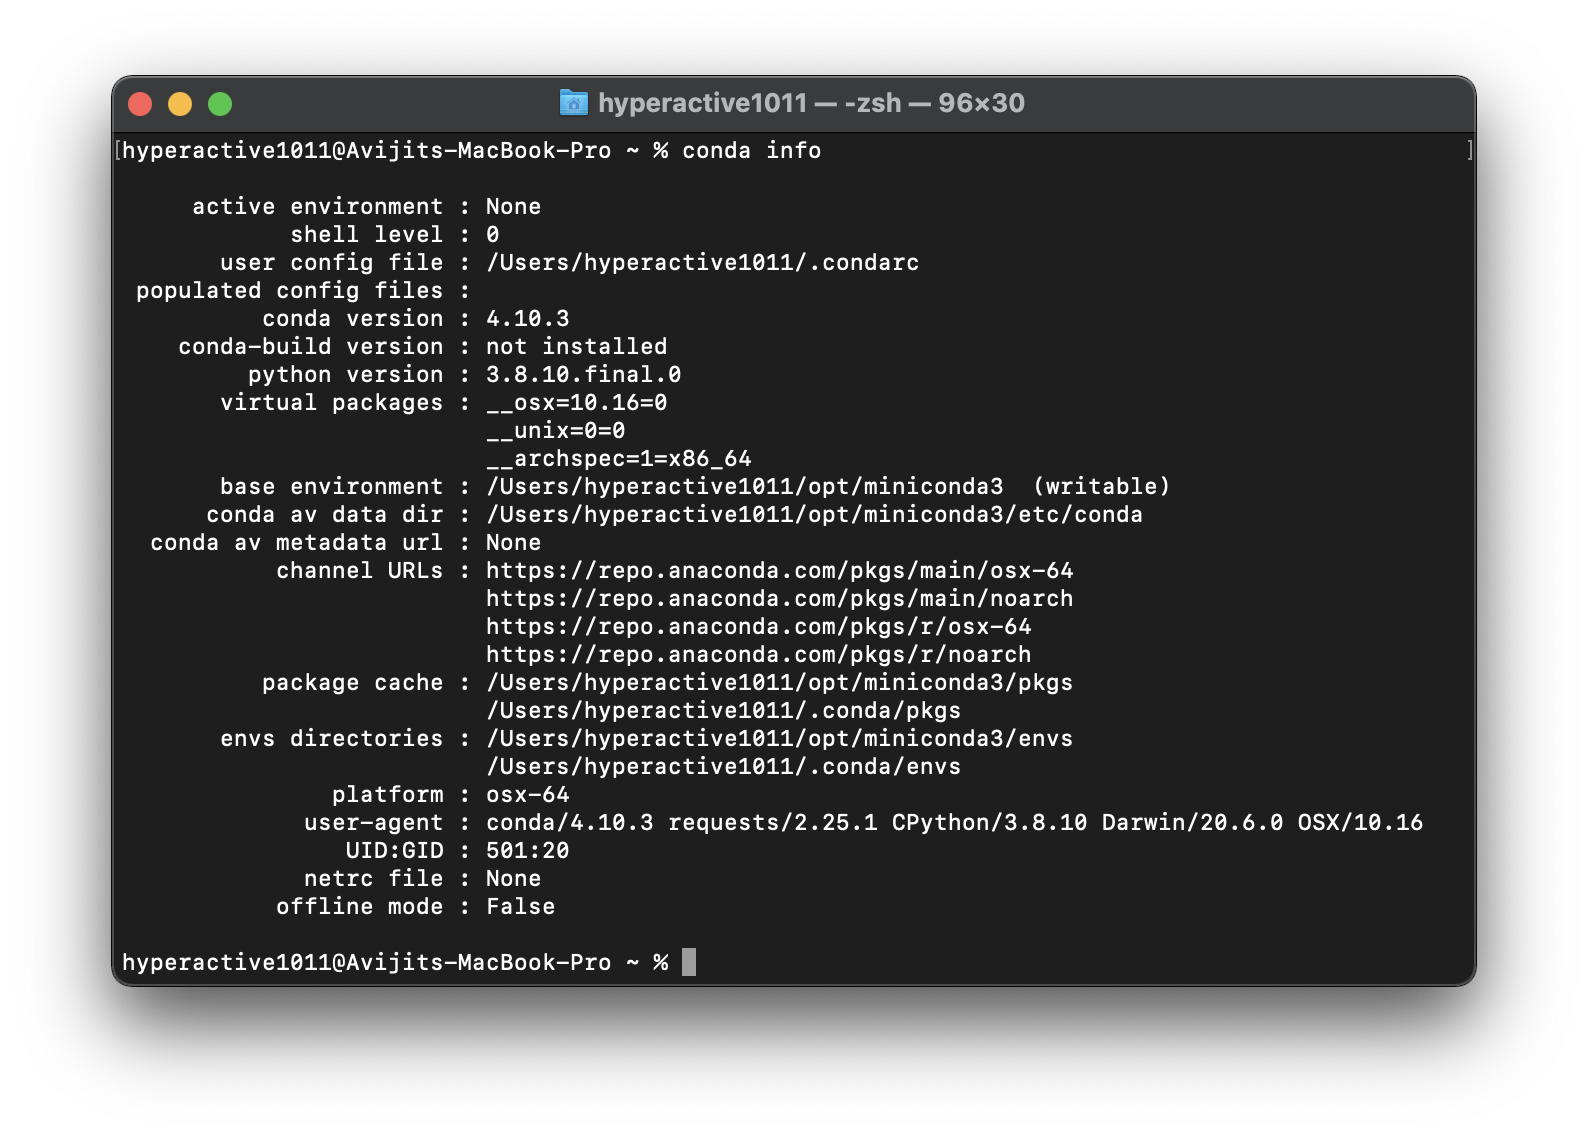 hyperactive1011 — -zsh — 96×30
[hyperactive1011@Avijits-MacBook-Pro ~ % conda info ]
active environment : None
shell level : 0
user config file : /Users/hyperactive1011/.condarc
populated config files :
conda version : 4.10.3
conda-build version : not installed
python version : 3.8.10.final.0
virtual packages : __osx=10.16=0
__unix=0=0
__archspec=1=x86_64
base environment : /Users/hyperactive1011/opt/miniconda3  (writable)
conda av data dir : /Users/hyperactive1011/opt/miniconda3/etc/conda
conda av metadata url : None
channel URLs : https://repo.anaconda.com/pkgs/main/osx-64
https://repo.anaconda.com/pkgs/main/noarch
https://repo.anaconda.com/pkgs/r/osx-64
https://repo.anaconda.com/pkgs/r/noarch
package cache : /Users/hyperactive1011/opt/miniconda3/pkgs
/Users/hyperactive1011/.conda/pkgs
envs directories : /Users/hyperactive1011/opt/miniconda3/envs
/Users/hyperactive1011/.conda/envs
platform : osx-64
user-agent : conda/4.10.3 requests/2.25.1 CPython/3.8.10 Darwin/20.6.0 OSX/10.16
UID:GID : 501:20
netrc file : None
offline mode : False
hyperactive1011@Avijits-MacBook-Pro ~ %